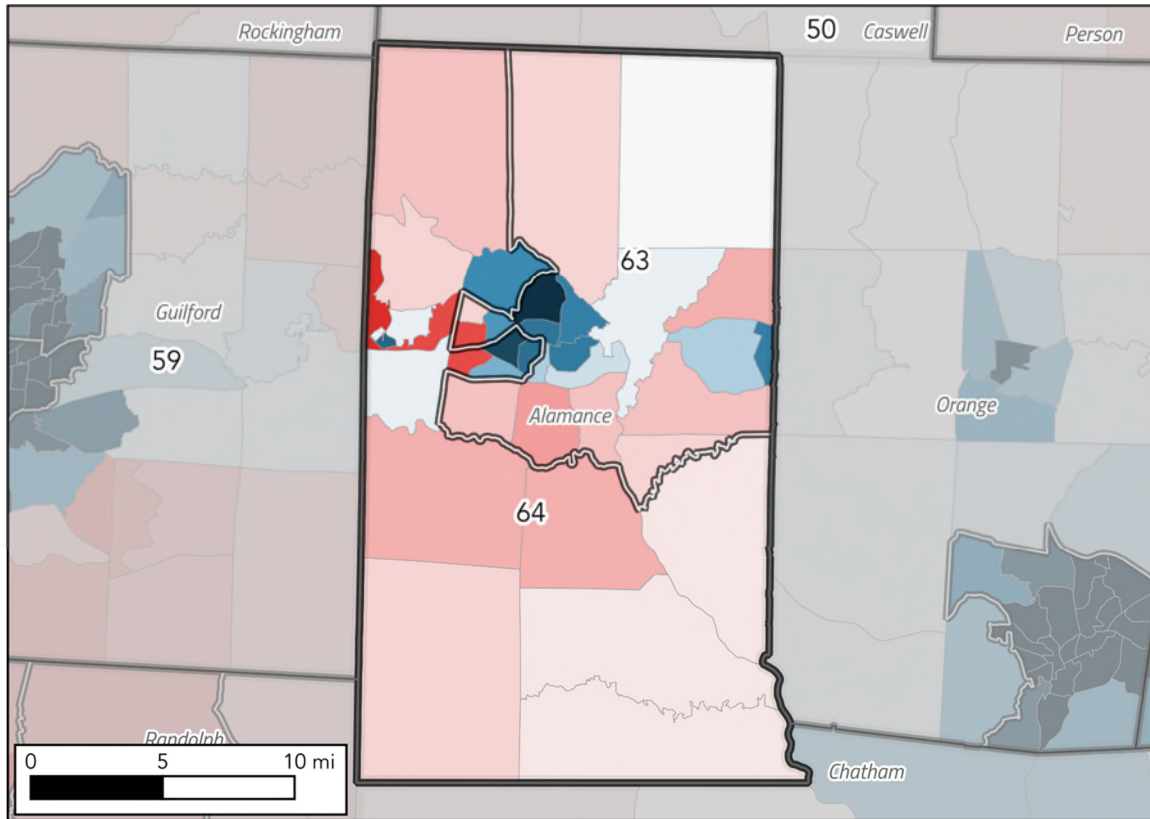 Rockingham
50
Caswell
Person
63
Guilford
59
Alamance
Orange
64
Randolph
Chatham
0
5
10 mi